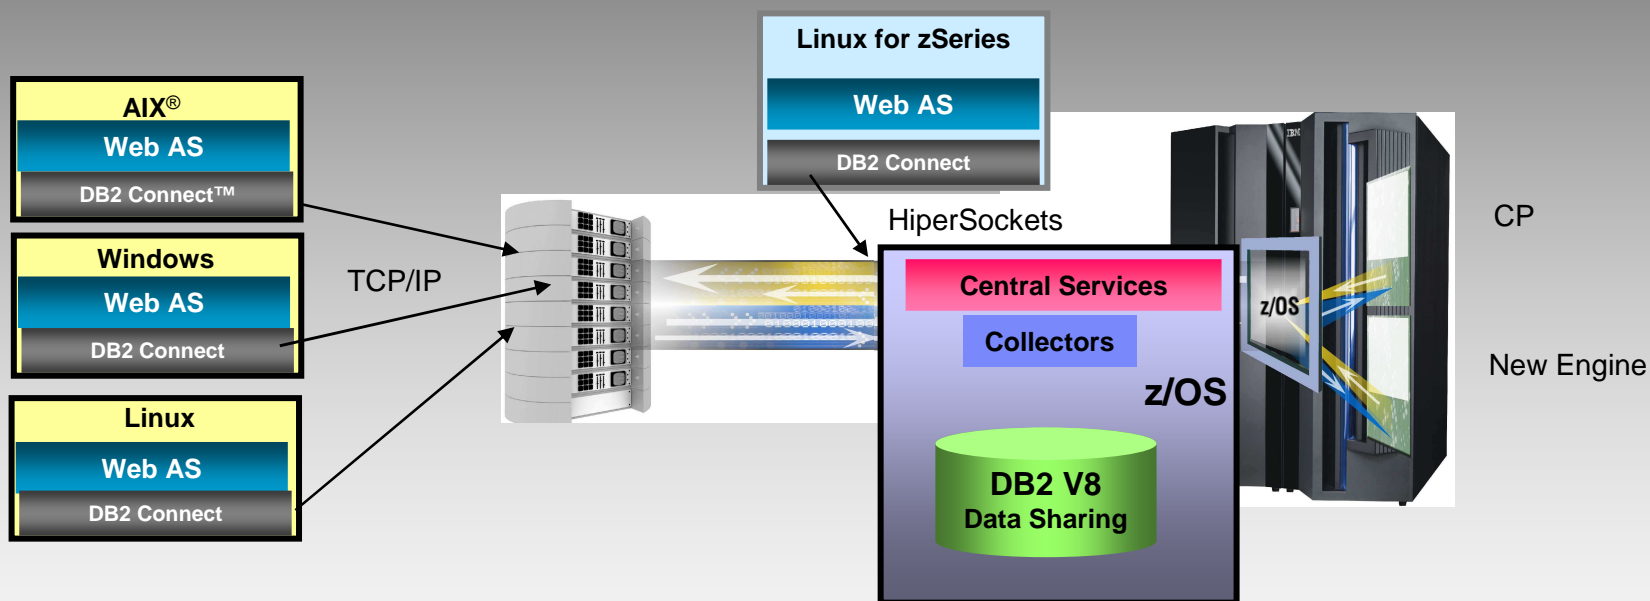 AIX®
Web AS
DB2 Connect™
Windows
Web AS
DB2 Connect
Linux
Web AS
DB2 Connect
TCP/IP
Linux for zSeries
Web AS
DB2 Connect
HiperSockets
Central Services
Collectors
z/OS
DB2 V8
Data Sharing
IBM
z/OS
CP
New Engine